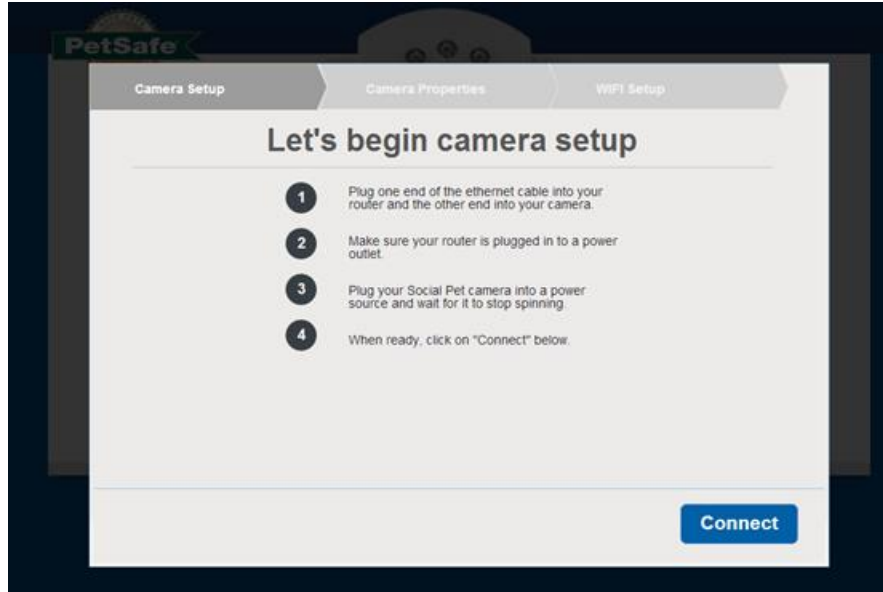 PetSafe
Camera Setup
Camera Properties
WIFI Setup
Let's begin camera setup
1
Plug one end of the ethernet cable into your
router and the other end into your camera.
2
Make sure your router is plugged in to a power
outlet.
3
Plug your Social Pet camera into a power
source and wait for it to stop spinning.
4
When ready, click on "Connect" below.
Connect